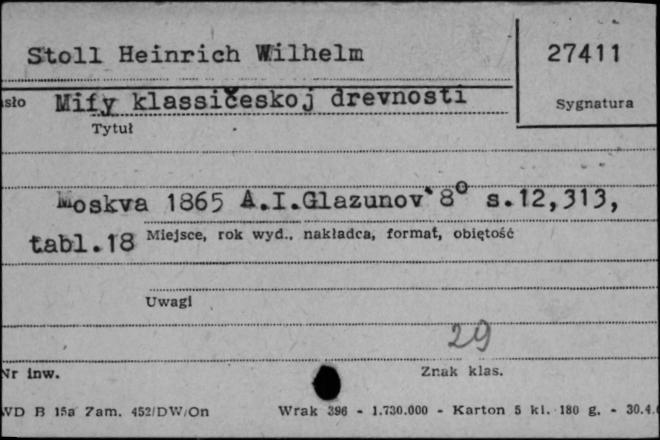 Stoll Heinrich Wilhelm
27411
Mify klassičeskoj drevnosti
Sygnatura
Tytuł
Moskva 1865 A.I.Glazunov 8° s.12,313,
tabl.18 Miejsce, rok wyd., nakładca, format, objętość
Uwagi
29
Nr inw.
Znak klas.
WD B 15a Zam. 452/DW/On
Wrak 396 - 1.730.000 - Karton 5 kl. 180 g. - 30.4.